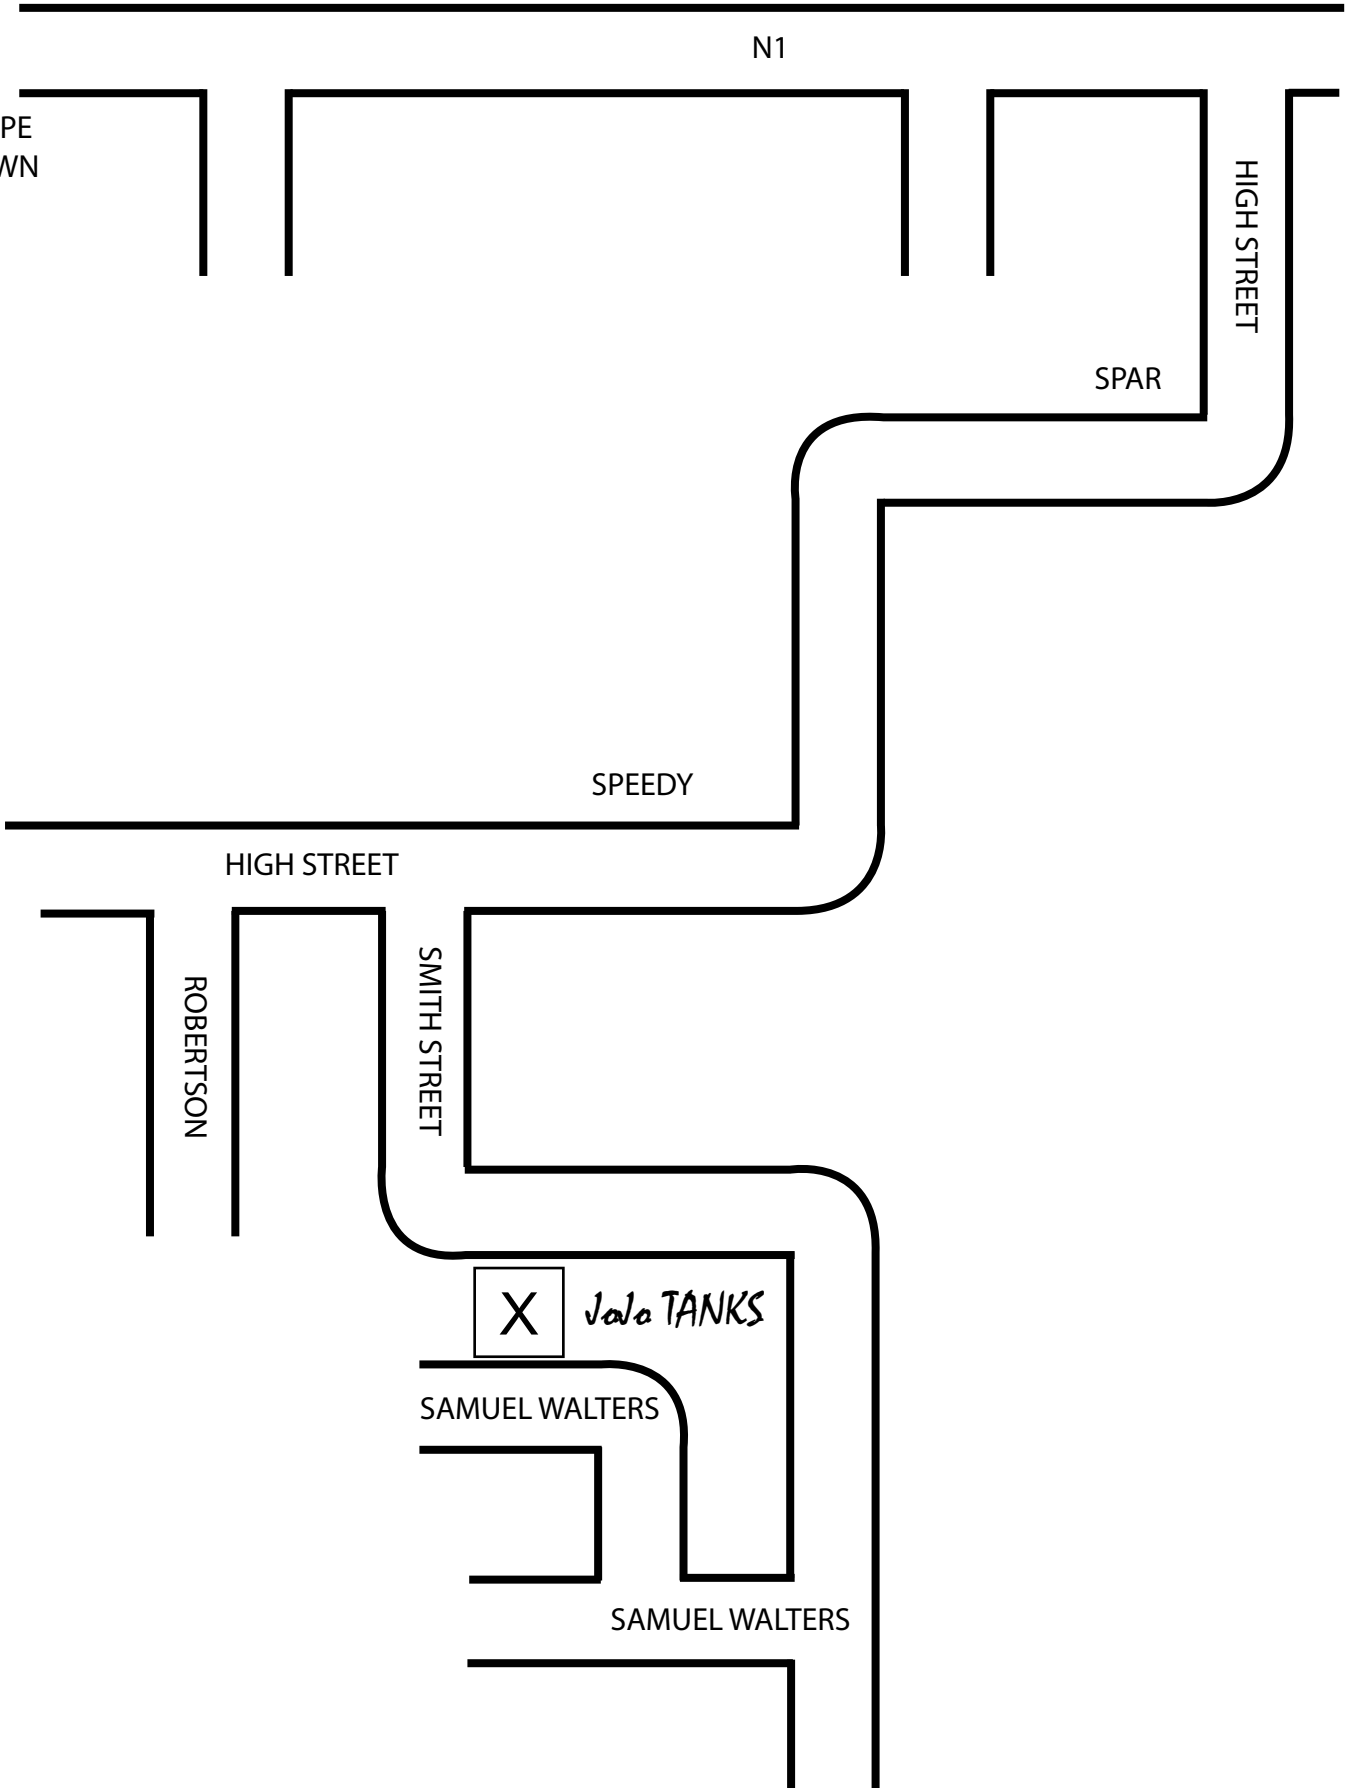 N1
PE
WN
HIGH STREET
SPAR
SPEEDY
HIGH STREET
SMITH STREET
ROBERTSON
X
JoJo TANKS
SAMUEL WALTERS
SAMUEL WALTERS